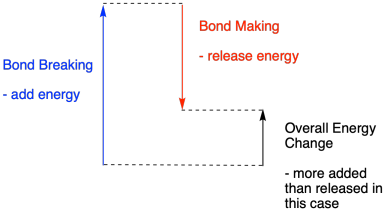 Bond Breaking
- add energy
Bond Making
- release energy
Overall Energy
Change
- more added
than released in
this case